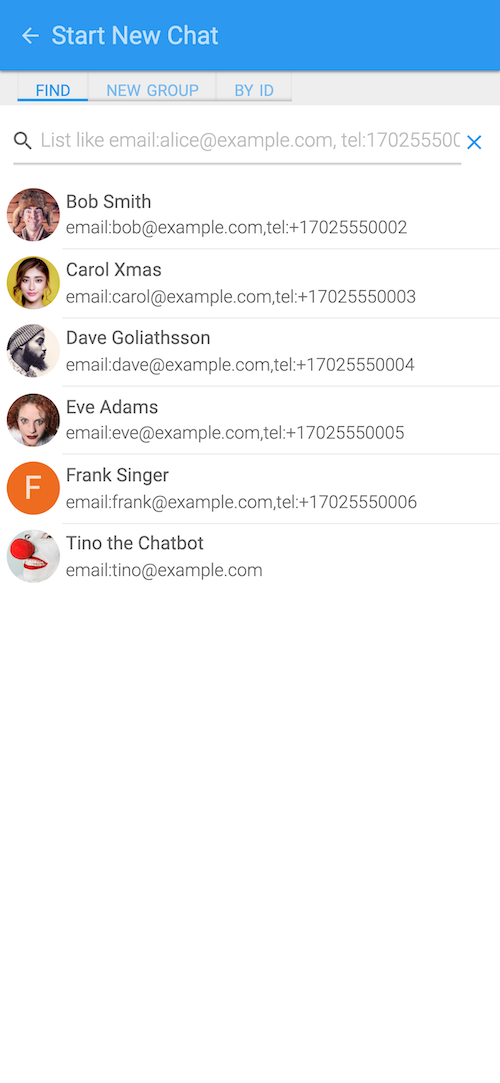 Start New Chat
FIND NEW GROUP BY ID
List like email:alice@example.com, tel:170255500
Bob Smith
email:bob@example.com,tel:+17025550002
Carol Xmas
email:carol@example.com,tel:+17025550003
Dave Goliathsson
email:dave@example.com,tel:+17025550004
Eve Adams
email:eve@example.com,tel:+17025550005
F
Frank Singer
email:frank@example.com,tel:+17025550006
Tino the Chatbot
email:tino@example.com